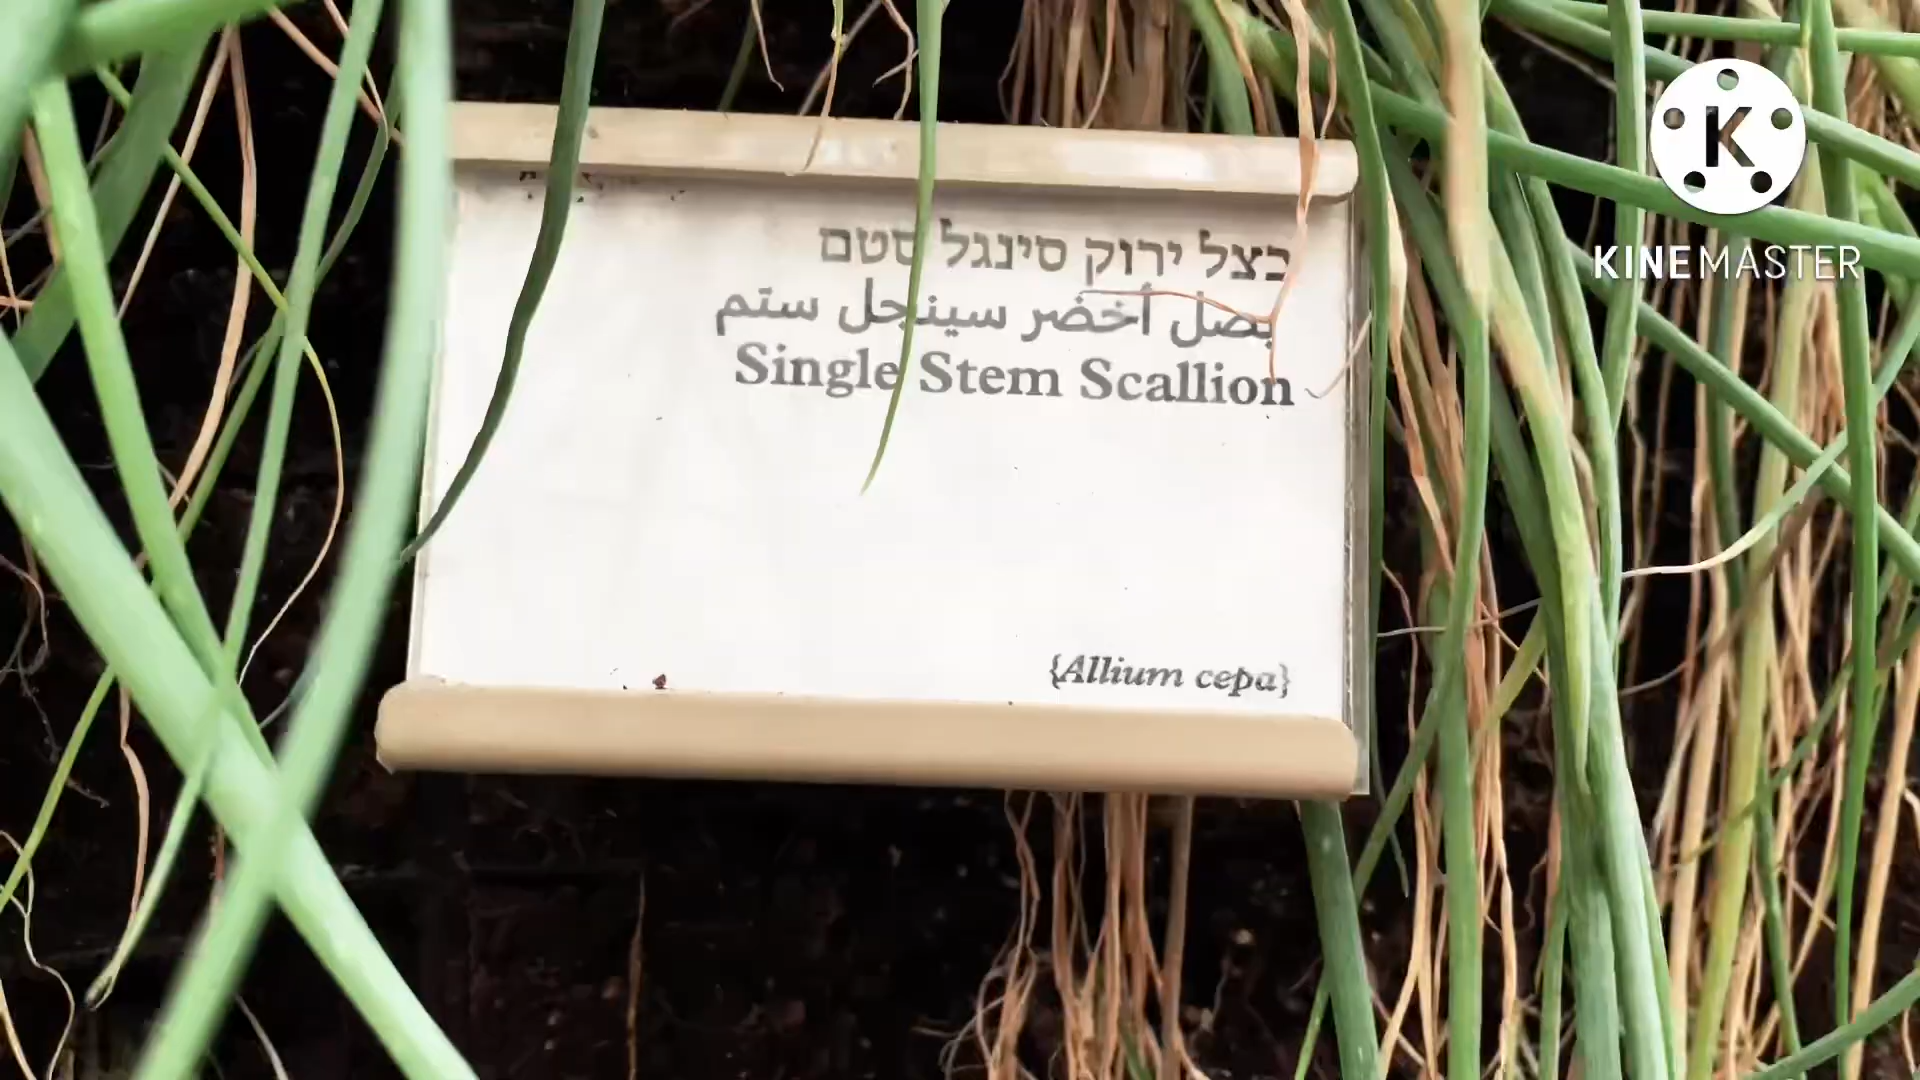 בצל ירוק סינגל סטם
بصل أخضر سينجل ستم
Single Stem Scallion
{Allium cepa}
K
KINEMASTER